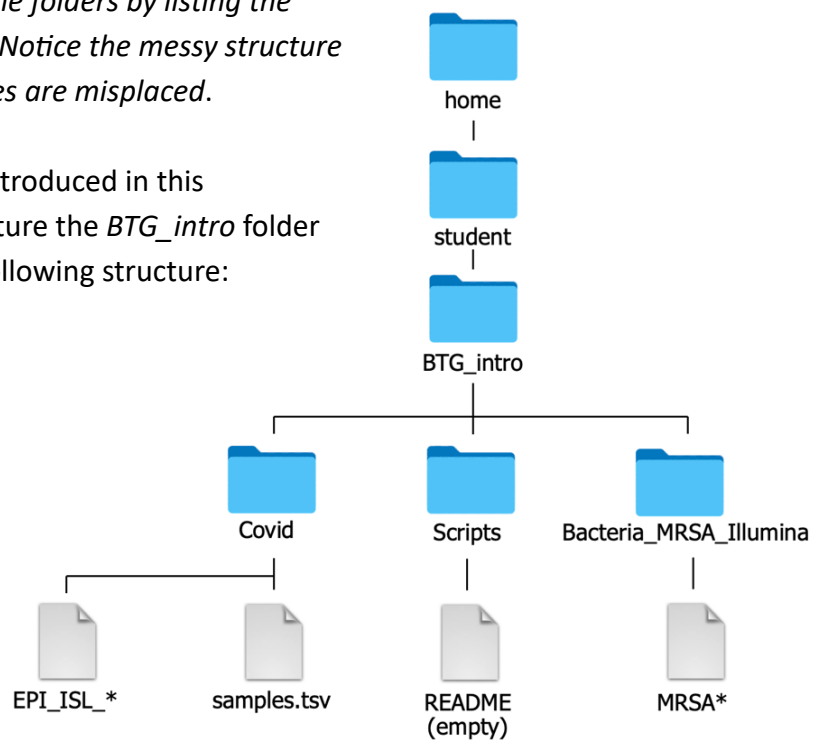 le folders by listing the
Notice the messy structure
es are misplaced.
troduced in this
ture the BTG_intro folder
llowing structure:
home
student
BTG_intro
Covid
Scripts
Bacteria_MRSA_Illumina
EPI_ISL_*
samples.tsv
README
(empty)
MRSA*